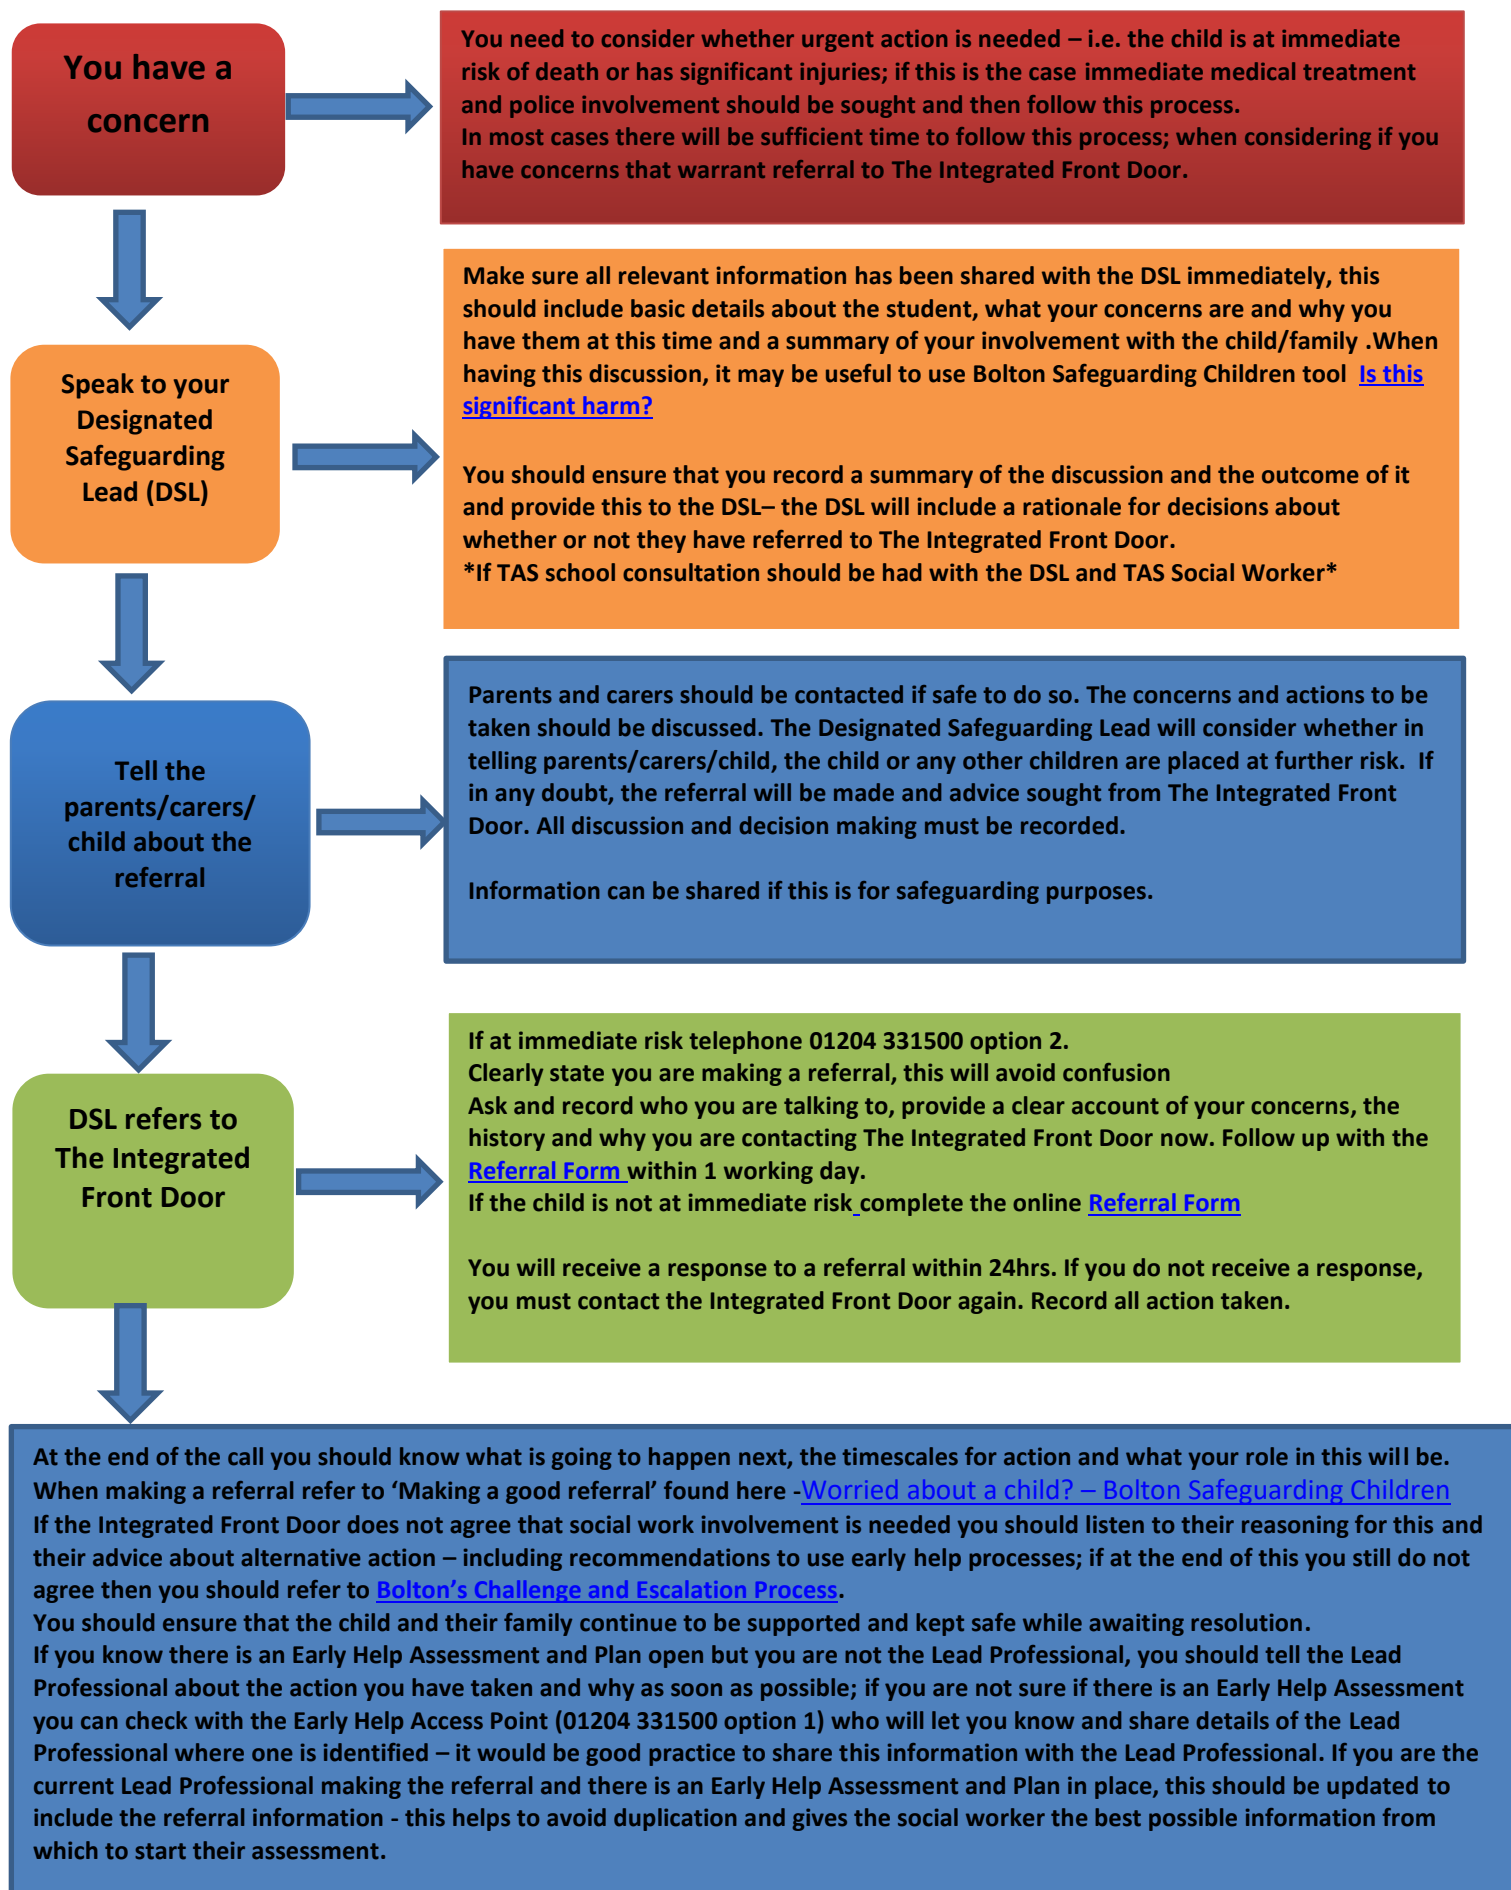 You have a
concern
You need to consider whether urgent action is needed – i.e. the child is at immediate
risk of death or has significant injuries; if this is the case immediate medical treatment
and police involvement should be sought and then follow this process.
In most cases there will be sufficient time to follow this process; when considering if you
have concerns that warrant referral to The Integrated Front Door.
Speak to your
Designated
Safeguarding
Lead (DSL)
Make sure all relevant information has been shared with the DSL immediately, this
should include basic details about the student, what your concerns are and why you
have them at this time and a summary of your involvement with the child/family .When
having this discussion, it may be useful to use Bolton Safeguarding Children tool Is this
significant harm?
You should ensure that you record a summary of the discussion and the outcome of it
and provide this to the DSL– the DSL will include a rationale for decisions about
whether or not they have referred to The Integrated Front Door.
*If TAS school consultation should be had with the DSL and TAS Social Worker*
Tell the
parents/carers/
child about the
referral
Parents and carers should be contacted if safe to do so. The concerns and actions to be
taken should be discussed. The Designated Safeguarding Lead will consider whether in
telling parents/carers/child, the child or any other children are placed at further risk. If
in any doubt, the referral will be made and advice sought from The Integrated Front
Door. All discussion and decision making must be recorded.
Information can be shared if this is for safeguarding purposes.
DSL refers to
The Integrated
Front Door
If at immediate risk telephone 01204 331500 option 2.
Clearly state you are making a referral, this will avoid confusion
Ask and record who you are talking to, provide a clear account of your concerns, the
history and why you are contacting The Integrated Front Door now. Follow up with the
Referral Form within 1 working day.
If the child is not at immediate risk complete the online Referral Form
You will receive a response to a referral within 24hrs. If you do not receive a response,
you must contact the Integrated Front Door again. Record all action taken.
At the end of the call you should know what is going to happen next, the timescales for action and what your role in this will be.
When making a referral refer to ‘Making a good referral’ found here -Worried about a child? – Bolton Safeguarding Children
If the Integrated Front Door does not agree that social work involvement is needed you should listen to their reasoning for this and
their advice about alternative action – including recommendations to use early help processes; if at the end of this you still do not
agree then you should refer to Bolton’s Challenge and Escalation Process.
You should ensure that the child and their family continue to be supported and kept safe while awaiting resolution.
If you know there is an Early Help Assessment and Plan open but you are not the Lead Professional, you should tell the Lead
Professional about the action you have taken and why as soon as possible; if you are not sure if there is an Early Help Assessment
you can check with the Early Help Access Point (01204 331500 option 1) who will let you know and share details of the Lead
Professional where one is identified – it would be good practice to share this information with the Lead Professional. If you are the
current Lead Professional making the referral and there is an Early Help Assessment and Plan in place, this should be updated to
include the referral information - this helps to avoid duplication and gives the social worker the best possible information from
which to start their assessment.